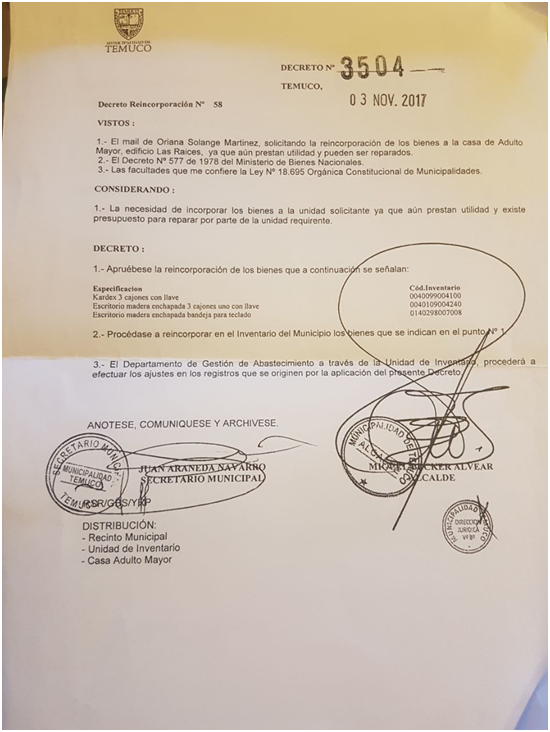 MUNICIPALIDAD DE
TEMUCO
DECRETO Nº 3504
TEMUCO,
03 NOV. 2017
Decreto Reincorporación Nº 58
VISTOS :
1.- El mail de Oriana Solange Martinez, solicitando la reincorporación de los bienes a la casa de Adulto
Mayor, edificio Las Raices, ya que aún prestan utilidad y pueden ser reparados.
2.- El Decreto Nº 577 de 1978 del Ministerio de Bienes Nacionales.
3.- Las facultades que me confiere la Ley Nº 18.695 Orgánica Constitucional de Municipalidades.
CONSIDERANDO :
1.- La necesidad de incorporar los bienes a la unidad solicitante ya que aún prestan utilidad y existe
presupuesto para reparar por parte de la unidad requirente.
DECRETO :
1.- Apruébese la reincorporación de los bienes que a continuación se señalan:
Especificacion Cód.Inventario
Kardex 3 cajones con llave 0040099004100
Escritorio madera enchapada 3 cajones uno con llave 0040109004240
Escritorio madera enchapada bandeja para teclado 0140298007008
2.- Procédase a reincorporar en el Inventario del Municipio los bienes que se indican en el punto Nº 1
3.- El Departamento de Gestión de Abastecimiento a través de la Unidad de Inventario, procederá a
efectuar los ajustes en los registros que se originen por la aplicación del presente Decreto.
ANOTESE, COMUNIQUESE Y ARCHIVESE.
SECRETARIO MUNICIPAL
MUNICIPALIDAD
TEMUCO
TEMUCO
JUAN ARANEDA NAVARRO
SECRETARIO MUNICIPAL
MUNICIPALIDAD DE TEMUCO
ALCALDE
MIGUEL BECKER ALVEAR
ALCALDE
DISTRIBUCIÓN:
- Recinto Municipal
- Unidad de Inventario
- Casa Adulto Mayor
MUNICIPALIDAD TEMUCO
DIRECCION
JURIDICA
Vº Bº